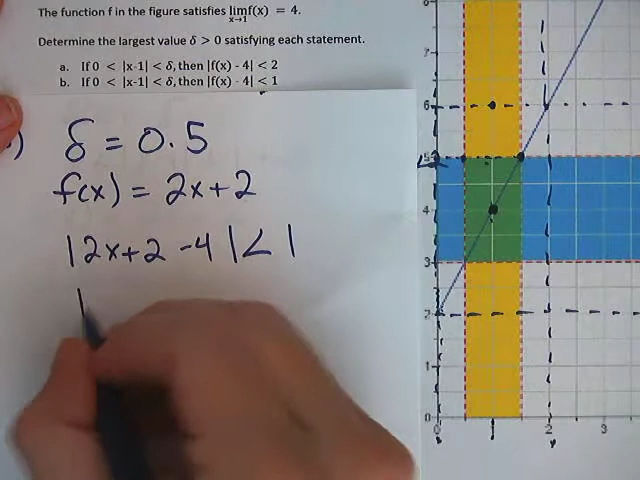 The function f in the figure satisfies lim f(x) = 4.
x→1
Determine the largest value δ > 0 satisfying each statement.
a. If 0 < |x-1| < δ, then |f(x) - 4| < 2
b. If 0 < |x-1| < δ, then |f(x) - 4| < 1
)
δ = 0.5
f(x) = 2x+2
|2x+2 -4| < 1
|
8
7
6
5
4
3
2
1
0
0
2
3